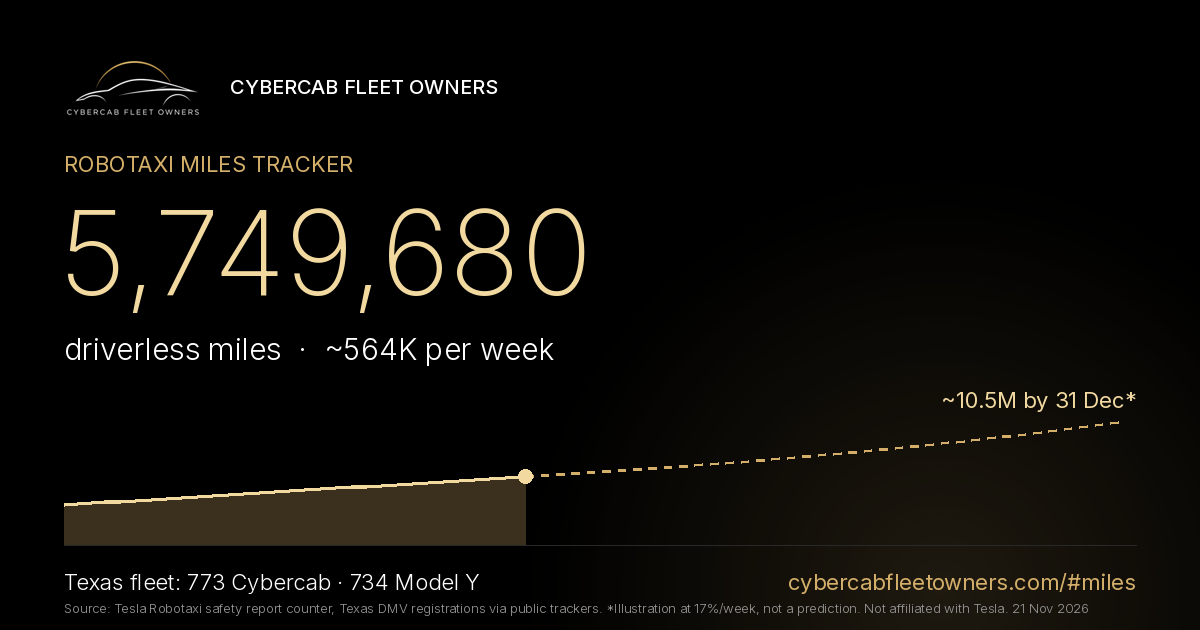 CYBERCAB FLEET OWNERS
CYBERCAB FLEET OWNERS
ROBOTAXI MILES TRACKER
5,749,680
driverless miles · ~564K per week
~10.5M by 31 Dec*
Texas fleet: 773 Cybercab · 734 Model Y
cybercabfleetowners.com/#miles
Source: Tesla Robotaxi safety report counter, Texas DMV registrations via public trackers. *Illustration at 17%/week, not a prediction. Not affiliated with Tesla. 21 Nov 2026